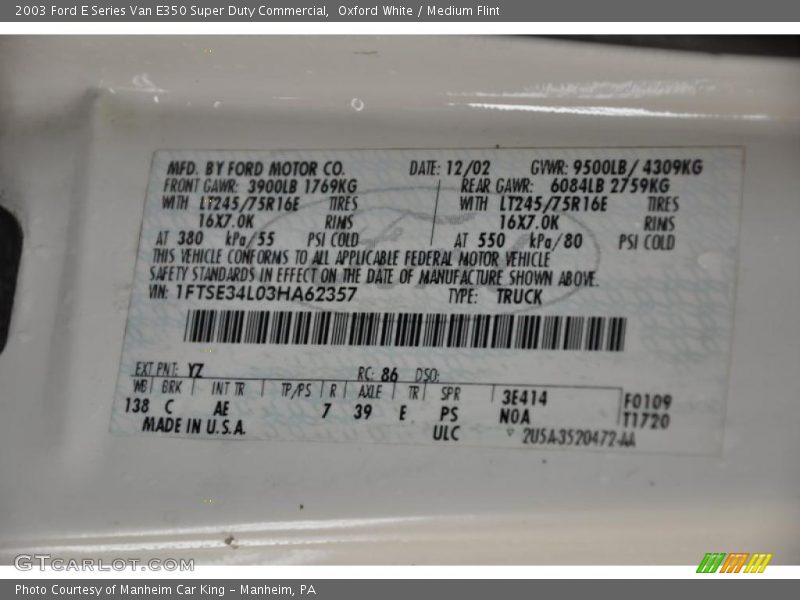 2003 Ford E Series Van E350 Super Duty Commercial, Oxford White / Medium Flint
MFD. BY FORD MOTOR CO. DATE: 12/02 GVWR: 9500LB/ 4309KG
FRONT GAWR: 3900LB 1769KG REAR GAWR: 6084LB 2759KG
WITH LT245/75R16E TIRES WITH LT245/75R16E TIRES
16X7.0K RIMS 16X7.0K RIMS
AT 380 kPa/55 PSI COLD AT 550 kPa/80 PSI COLD
THIS VEHICLE CONFORMS TO ALL APPLICABLE FEDERAL MOTOR VEHICLE
SAFETY STANDARDS IN EFFECT ON THE DATE OF MANUFACTURE SHOWN ABOVE.
VIN: 1FTSE34L03HA62357 TYPE: TRUCK
EXT PNT: YZ RC: 86 DSO:
WB BRK INT TR TP/PS R AXLE TR SPR 3E414 F0109
138 C AE 7 39 E PS NOA T1720
MADE IN U.S.A. ULC 2U5A-3520472-AA
GTCARLOT.COM
Photo Courtesy of Manheim Car King - Manheim, PA